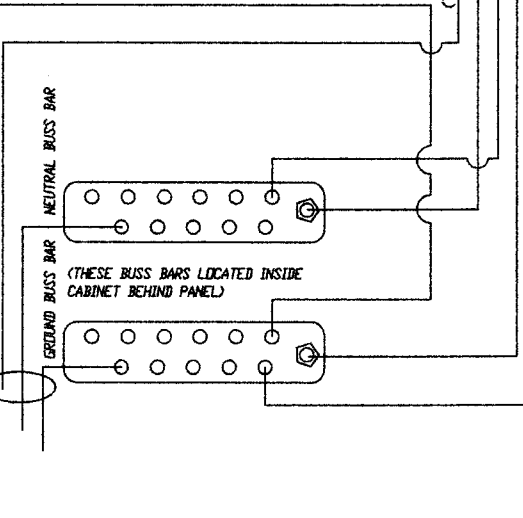 NEUTRAL BUSS BAR
(THESE BUSS BARS LOCATED INSIDE
CABINET BEHIND PANEL)
GROUND BUSS BAR